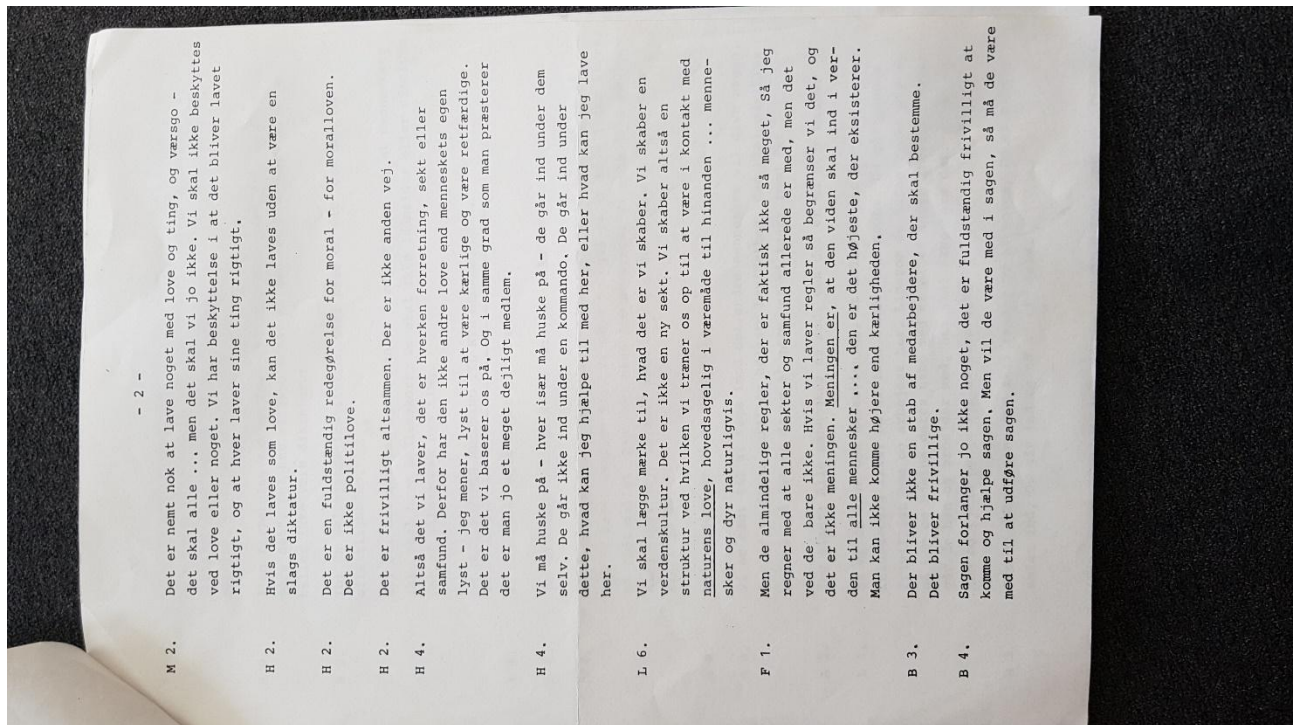 - 2 -
M 2. Det er nemt nok at lave noget med love og ting, og værsgo -
det skal alle ... men det skal vi jo ikke. Vi skal ikke beskyttes
ved love eller noget. Vi har beskyttelse i at det bliver lavet
rigtigt, og at hver laver sine ting rigtigt.
H 2. Hvis det laves som love, kan det ikke laves uden at være en
slags diktatur.
H 2. Det er en fuldstændig redegørelse for moral - for moralloven.
Det er ikke politilove.
H 2. Det er frivilligt altsammen. Der er ikke anden vej.
H 4. Altså det vi laver, det er hverken forretning, sekt eller
samfund. Derfor har den ikke andre love end menneskets egen
lyst - jeg mener, lyst til at være kærlige og være retfærdige.
Det er det vi baserer os på. Og i samme grad som man præsterer
det er man jo et meget dejligt medlem.
H 4. Vi må huske på - hver især må huske på - de går ind under dem
selv. De går ikke ind under en kommando. De går ind under
dette, hvad kan jeg hjælpe til med her, eller hvad kan jeg lave
her.
L 6. Vi skal lægge mærke til, hvad det er vi skaber. Vi skaber en
verdenskultur. Det er ikke en ny sekt. Vi skaber altså en
struktur ved hvilken vi træner os op til at være i kontakt med
naturens love, hovedsagelig i væremåde til hinanden ... menne-
sker og dyr naturligvis.
F 1. Men de almindelige regler, der er faktisk ikke så meget, Så jeg
regner med at alle sekter og samfund allerede er med, men det
ved de bare ikke. Hvis vi laver regler så begrænser vi det, og
det er ikke meningen. Meningen er, at den viden skal ind i ver-
den til alle mennesker .... den er det højeste, der eksisterer.
Man kan ikke komme højere end kærligheden.
B 3. Der bliver ikke en stab af medarbejdere, der skal bestemme.
Det bliver frivillige.
B 4. Sagen forlanger jo ikke noget, det er fuldstændig frivilligt at
komme og hjælpe sagen. Men vil de være med i sagen, så må de være
med til at udføre sagen.